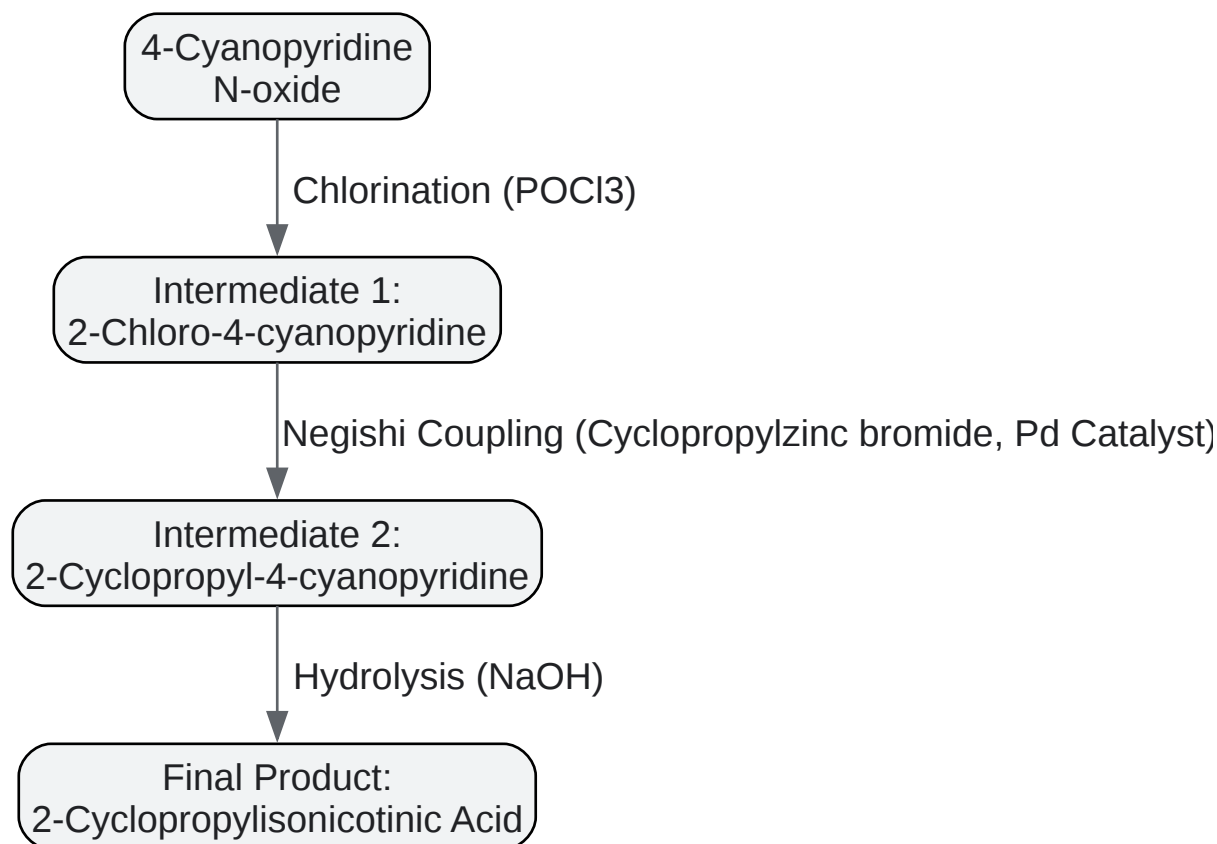 4-Cyanopyridine
N-oxide
Chlorination (POCl3)
Intermediate 1:
2-Chloro-4-cyanopyridine
Negishi Coupling (Cyclopropylzinc bromide, Pd Catalyst)
Intermediate 2:
2-Cyclopropyl-4-cyanopyridine
Hydrolysis (NaOH)
Final Product:
2-Cyclopropylisonicotinic Acid